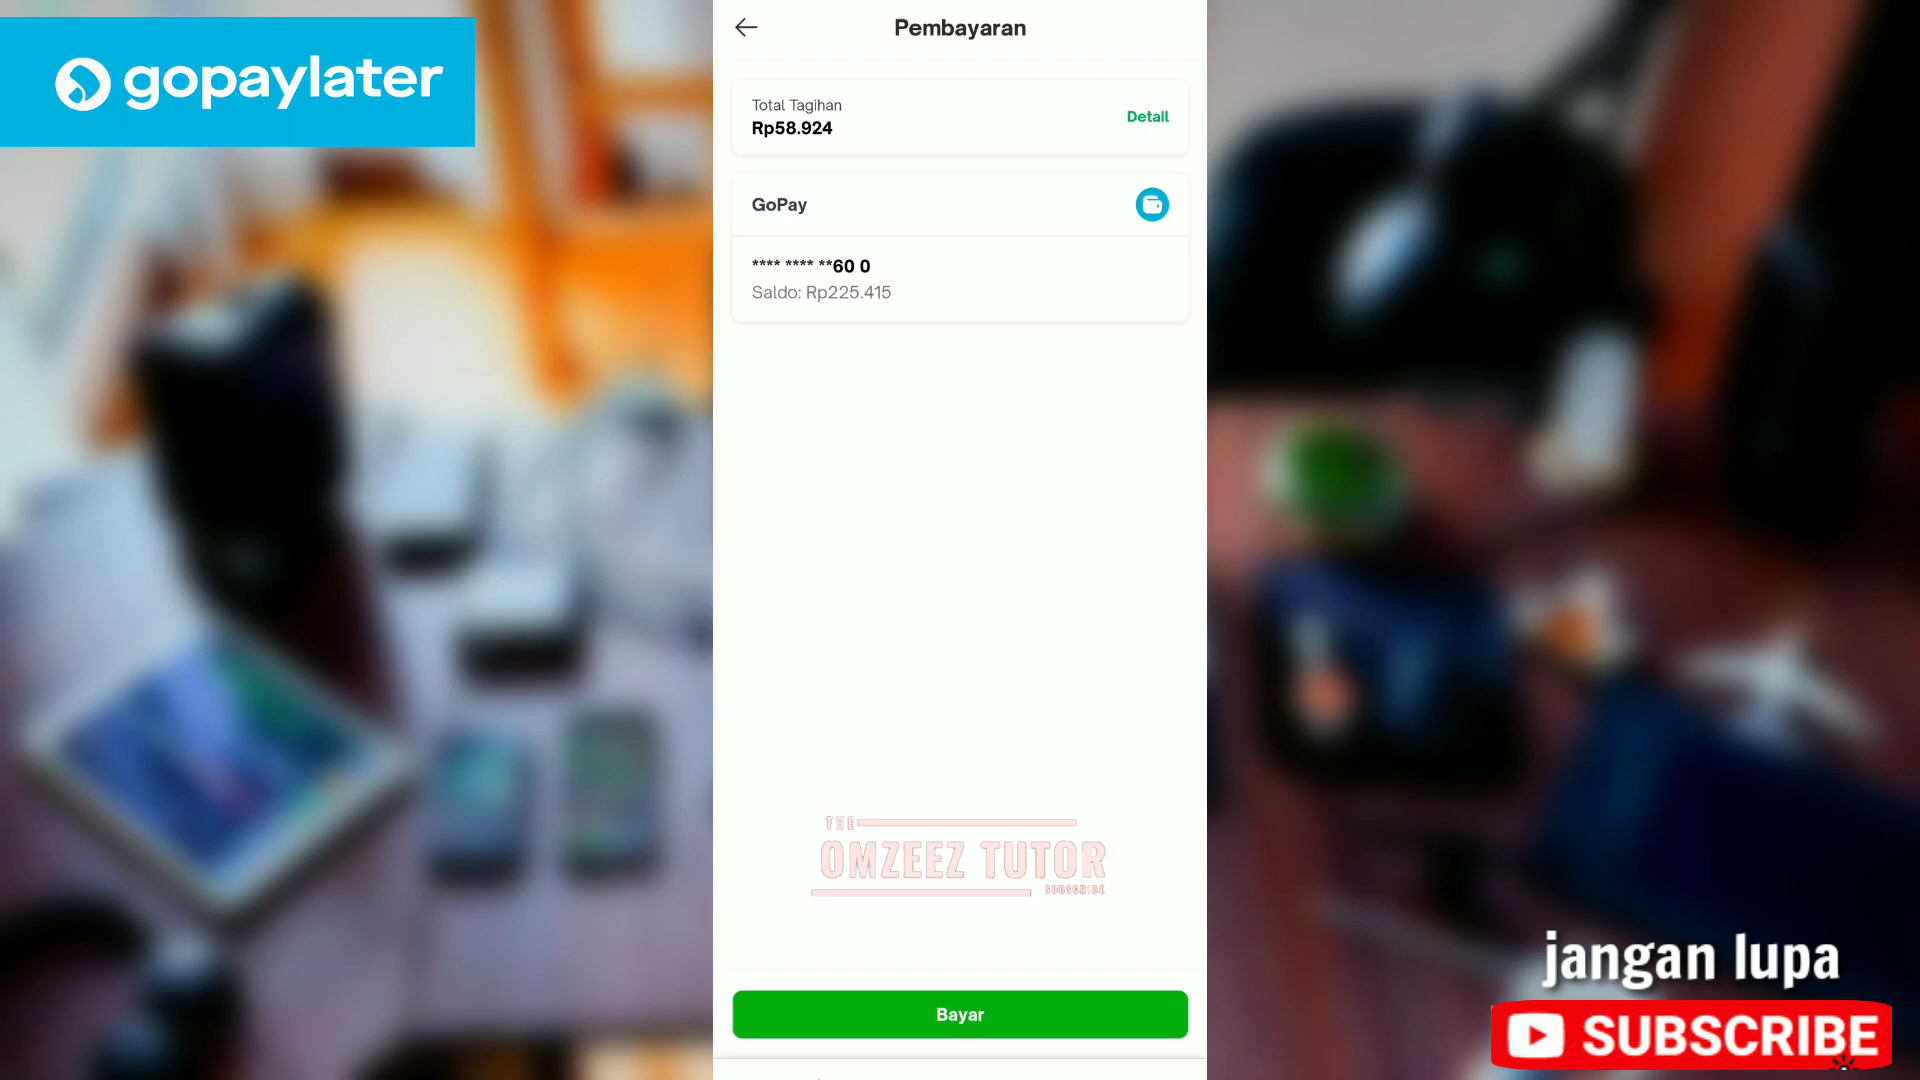 gopaylater
Pembayaran
Total Tagihan
Rp58.924
Detail
GoPay
**** **** **60 0
Saldo: Rp225.415
THE
OMZEEZ TUTOR
SUBSCRIBE
Bayar
jangan lupa
SUBSCRIBE